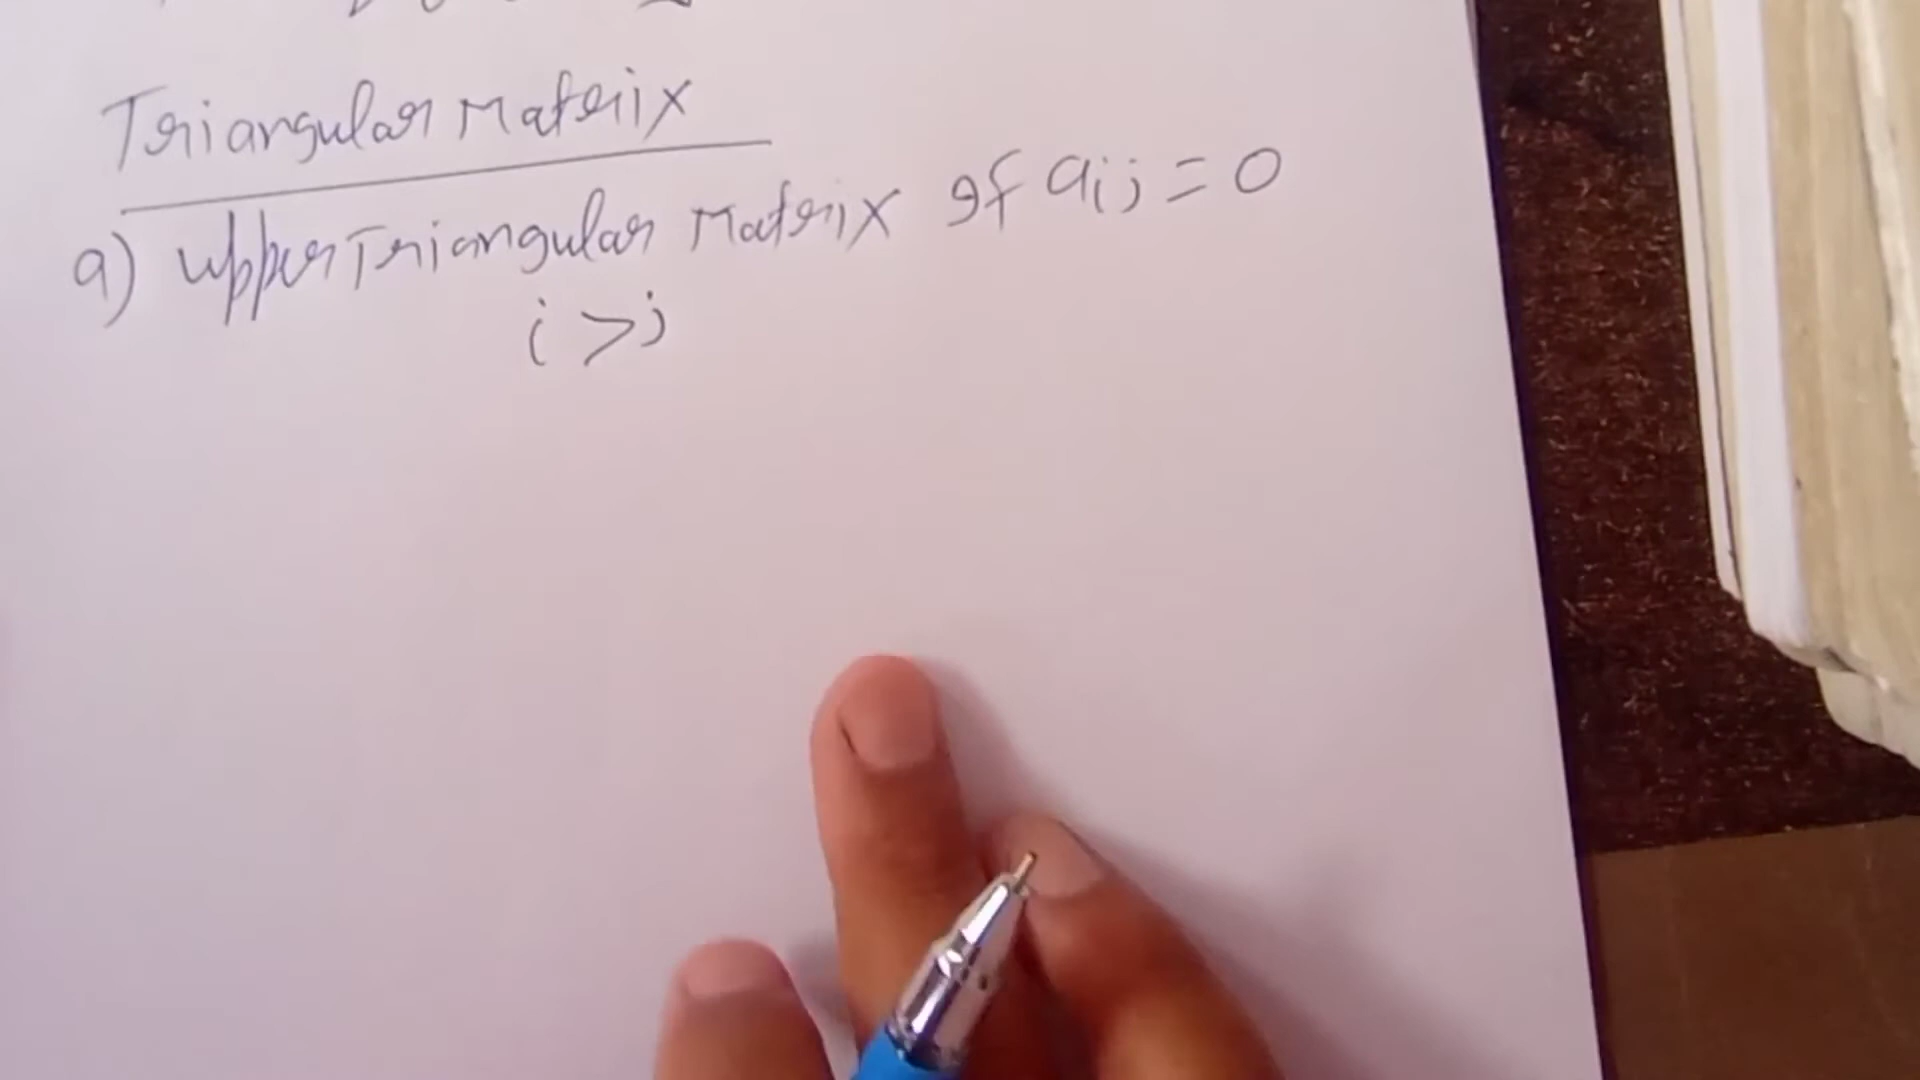 Triangular Matrix
a) Upper Triangular Matrix If aij = 0
i > j